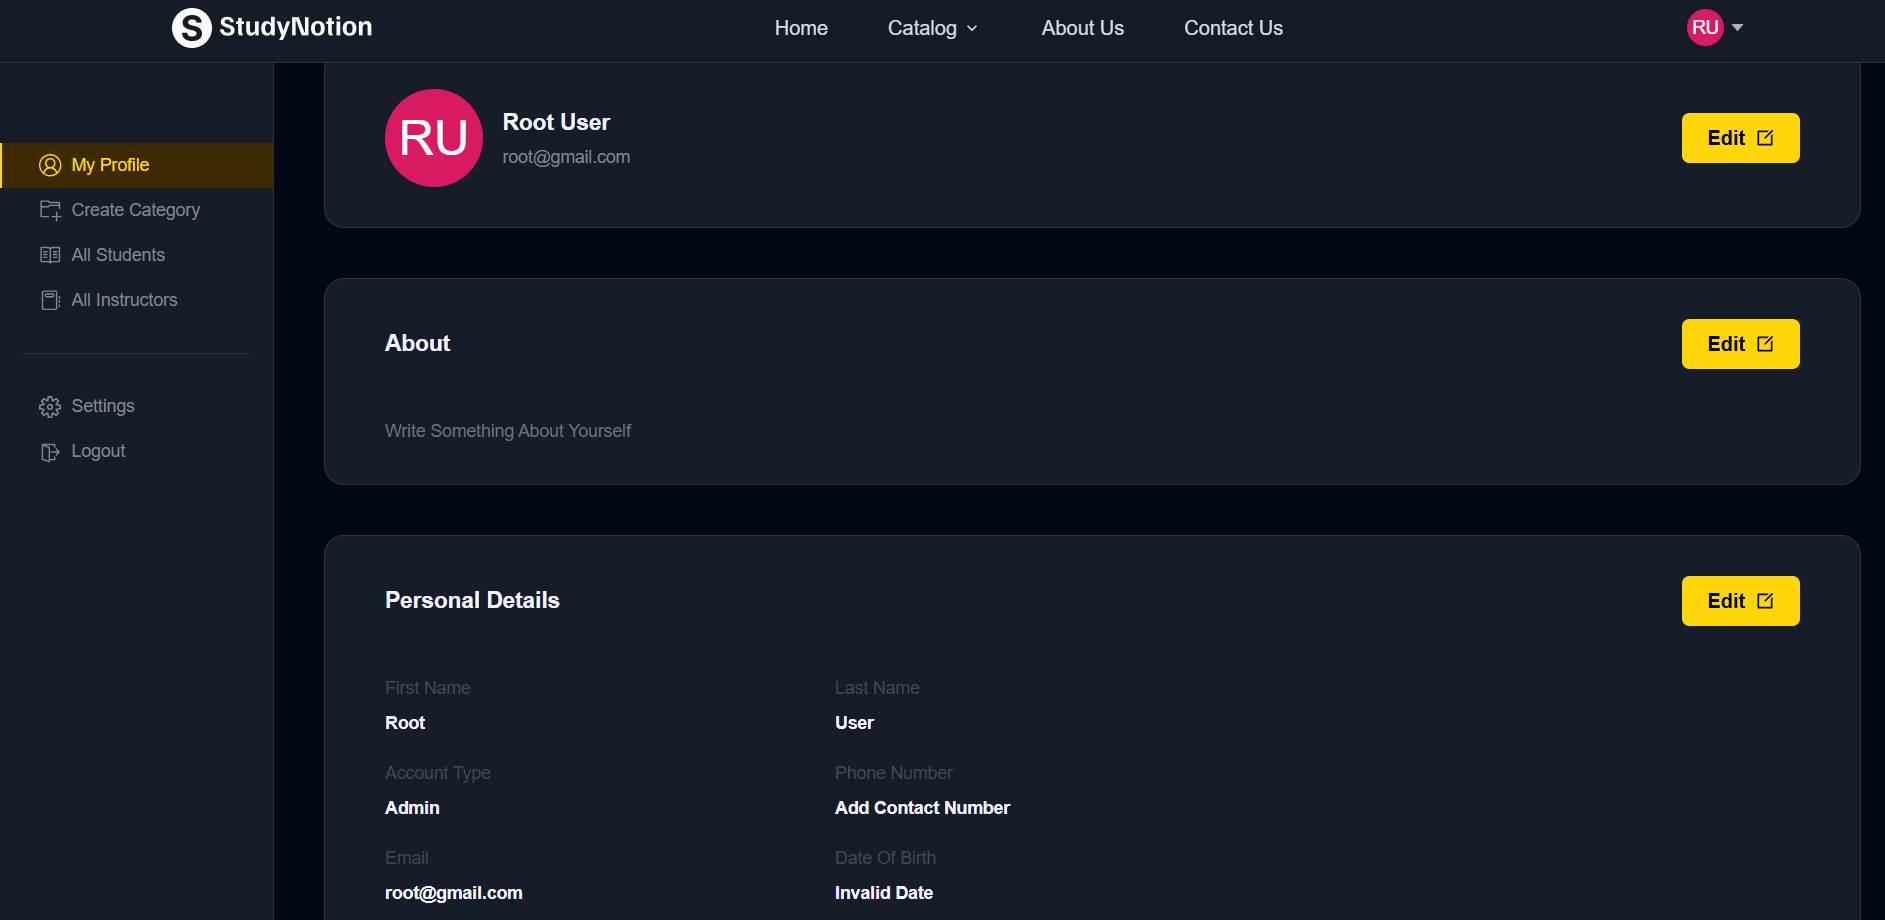 StudyNotion
Home Catalog About Us Contact Us
RU
My Profile
Create Category
All Students
All Instructors
Settings
Logout
RU
Root User
root@gmail.com
Edit
About
Edit
Write Something About Yourself
Personal Details
Edit
First Name
Root
Last Name
User
Account Type
Admin
Phone Number
Add Contact Number
Email
root@gmail.com
Date Of Birth
Invalid Date